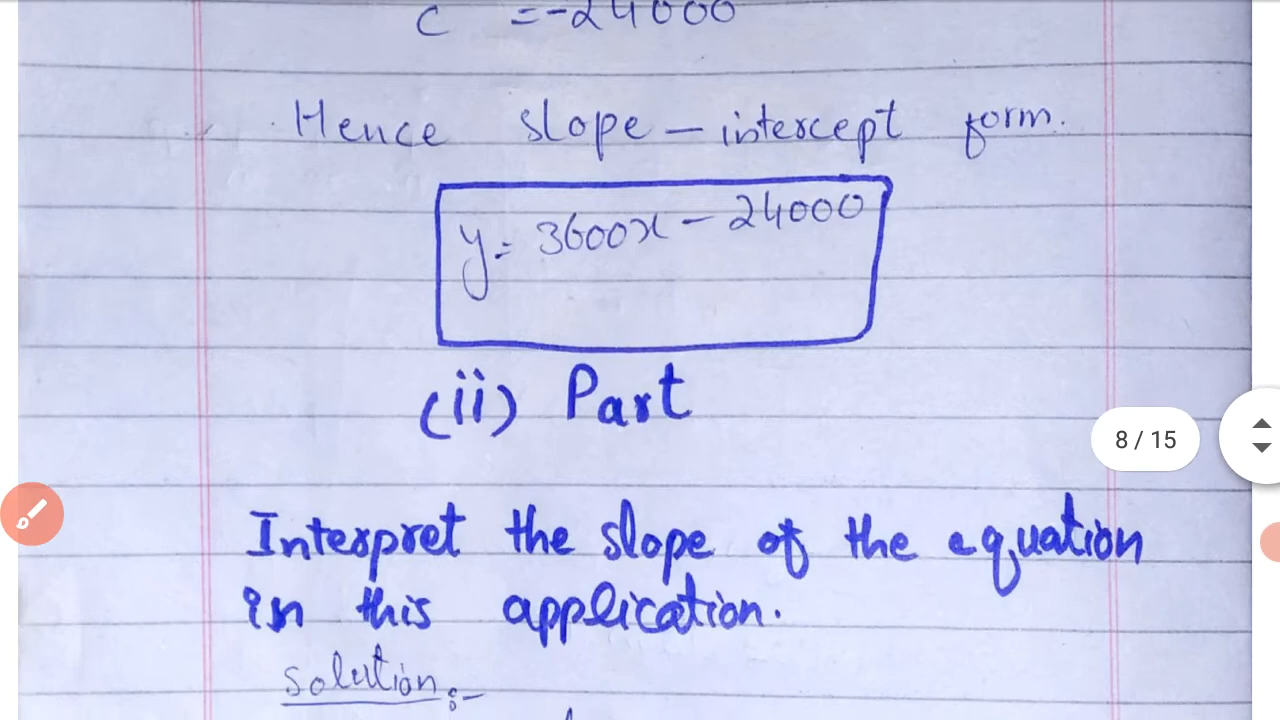 c = -24000
Hence slope - intercept form.
y = 3600x - 24000
(ii) Part
8 / 15
Interpret the slope of the equation
in this application.
Solution :-